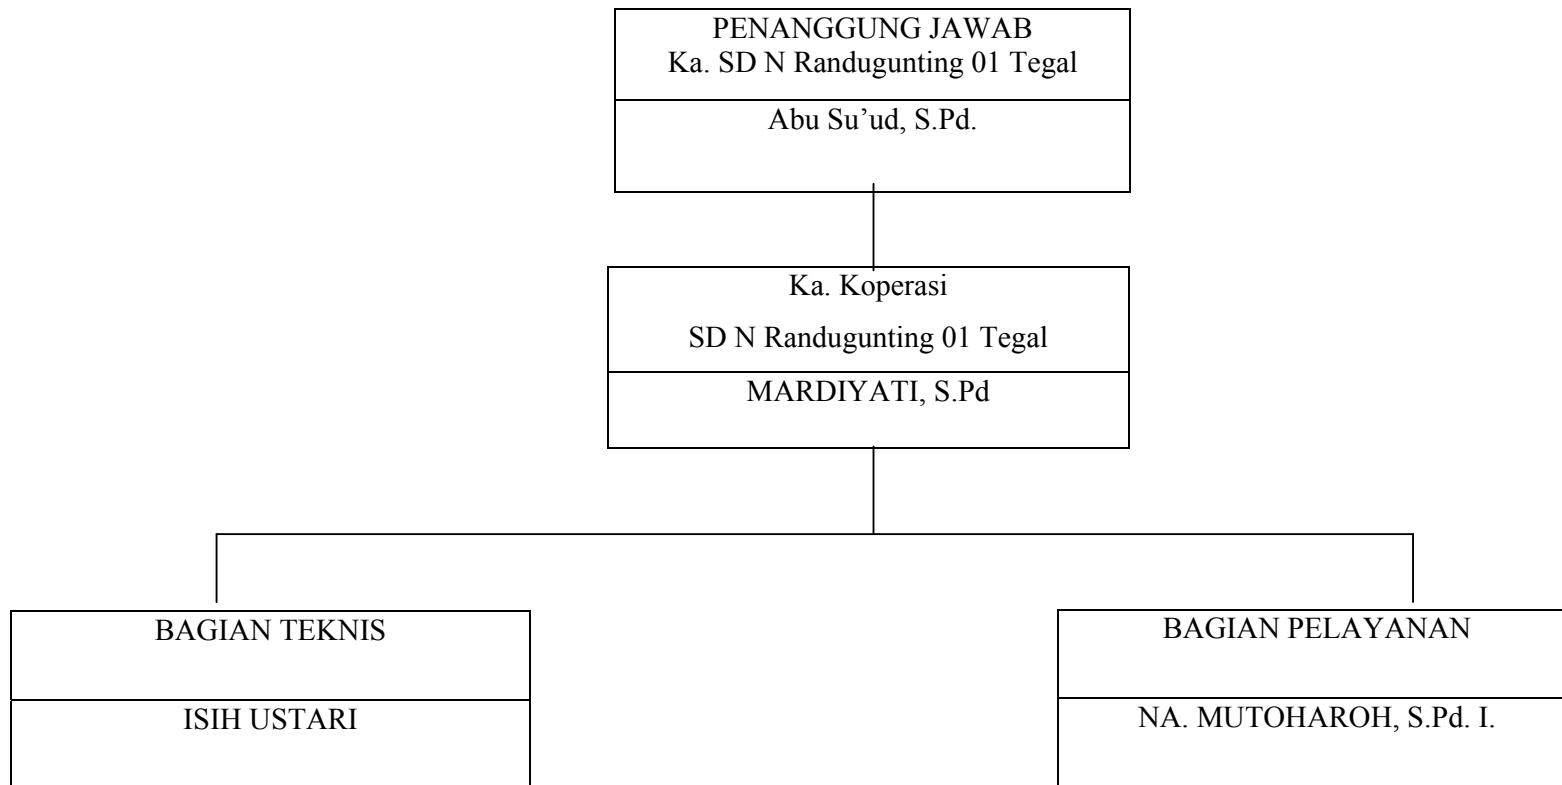 PENANGGUNG JAWAB
Ka. SD N Randugunting 01 Tegal
Abu Su’ud, S.Pd.
Ka. Koperasi
SD N Randugunting 01 Tegal
MARDIYATI, S.Pd
BAGIAN TEKNIS
ISIH USTARI
BAGIAN PELAYANAN
NA. MUTOHAROH, S.Pd. I.